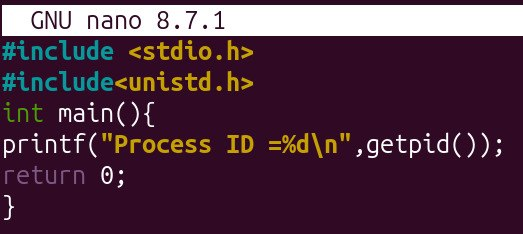 GNU nano 8.7.1
#include <stdio.h>
#include<unistd.h>
int main(){
printf("Process ID =%d\n",getpid());
return 0;
}